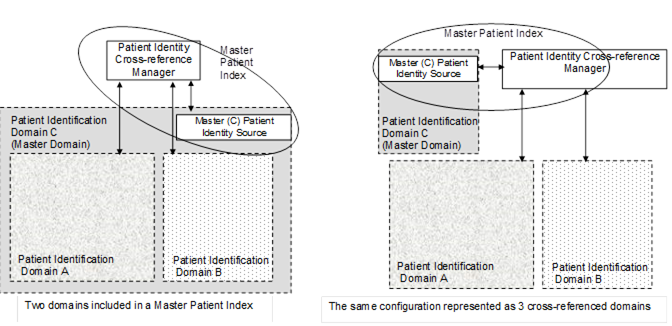 Patient Identity
Cross-reference
Manager
Master
Patient
Index
Master (C) Patient
Identity Source
Patient Identification
Domain C
(Master Domain)
Patient Identification
Domain A
Patient Identification
Domain B
Two domains included in a Master Patient Index
Master Patient Index
Master (C) Patient
Identity Source
Patient Identity Cross-reference
Manager
Patient Identification
Domain C
(Master Domain)
Patient Identification
Domain A
Patient Identification
Domain B
The same configuration represented as 3 cross-referenced domains